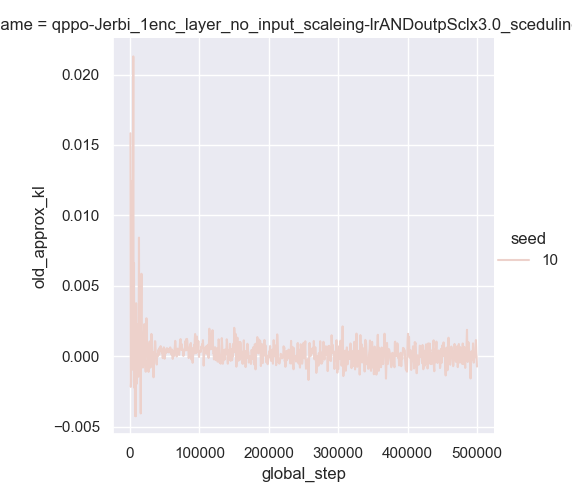 ame = qppo-Jerbi_1enc_layer_no_input_scaleing-lrANDoutpSclx3.0_scedulin
0.020
0.015
0.010
0.005
0.000
−0.005
old_approx_kl
seed
10
0 100000 200000 300000 400000 500000
global_step